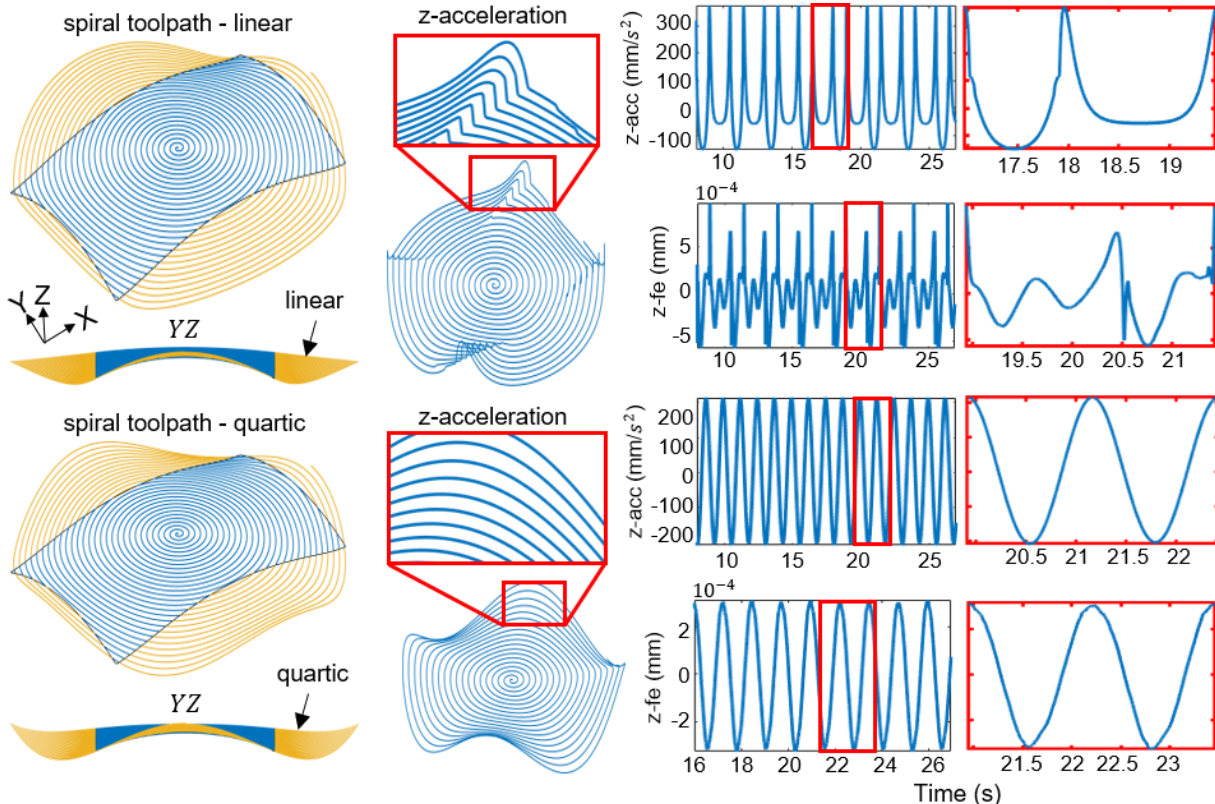 spiral toolpath - linear
z-acceleration
z-acc (mm/s²)
300
200
100
0
-100
10 15 20 25
17.5 18 18.5 19
10⁻⁴
z-fe (mm)
5
0
-5
10 15 20 25
19.5 20 20.5 21
Y Z X
YZ
linear
spiral toolpath - quartic
z-acceleration
z-acc (mm/s²)
200
100
0
-100
-200
10 15 20 25
20.5 21 21.5 22
10⁻⁴
z-fe (mm)
2
0
-2
16 18 20 22 24 26
21.5 22 22.5 23
YZ
quartic
Time (s)